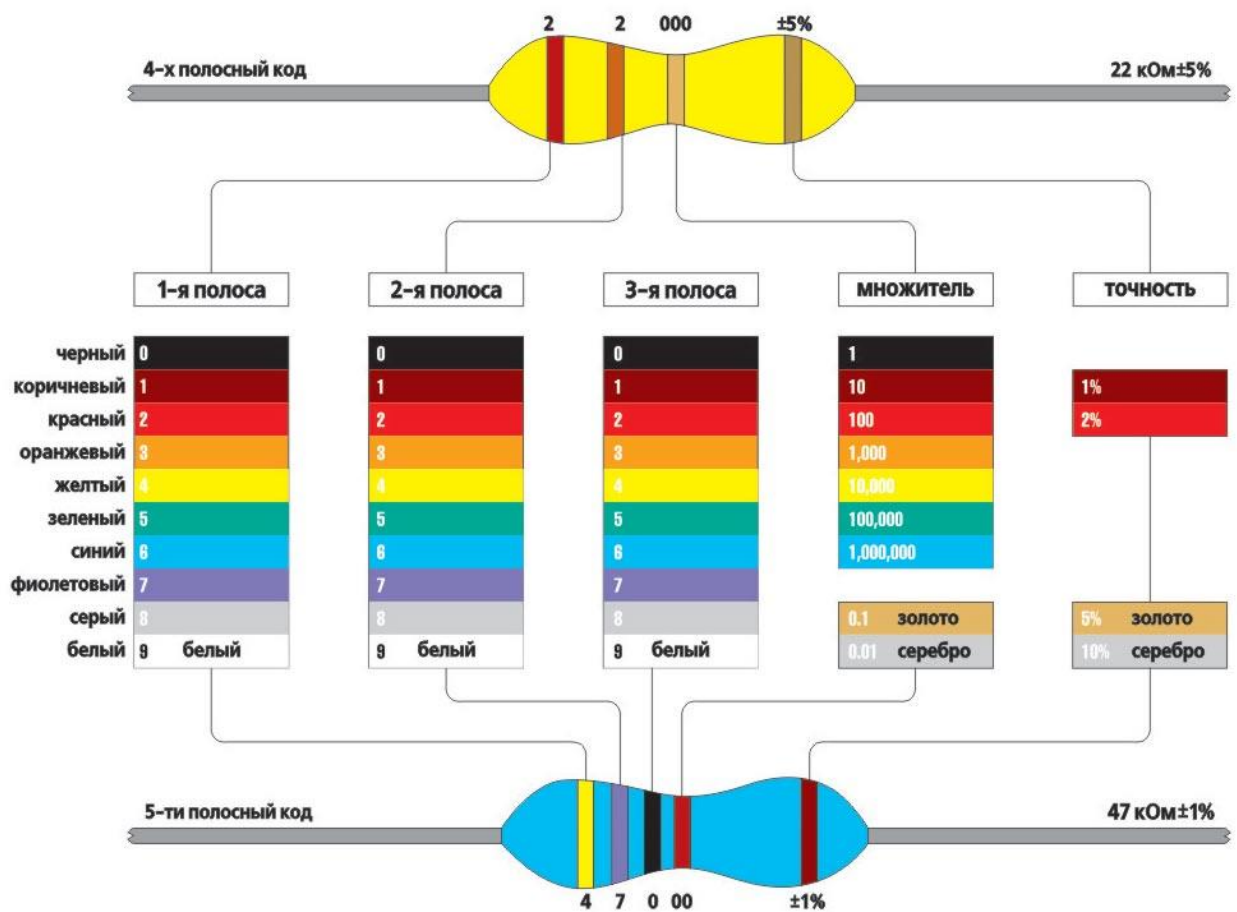 2 2 000 ±5%
4-х полосный код 22 кОм±5%
1-я полоса 2-я полоса 3-я полоса множитель точность
черный 0 0 0 1
коричневый 1 1 1 10 1%
красный 2 2 2 100 2%
оранжевый 3 3 3 1,000
желтый 4 4 4 10,000
зеленый 5 5 5 100,000
синий 6 6 6 1,000,000
фиолетовый 7 7 7
серый 8 8 8 0.1 золото 5% золото
белый 9 белый 9 белый 9 белый 0.01 серебро 10% серебро
5-ти полосный код 47 кОм±1%
4 7 0 00 ±1%